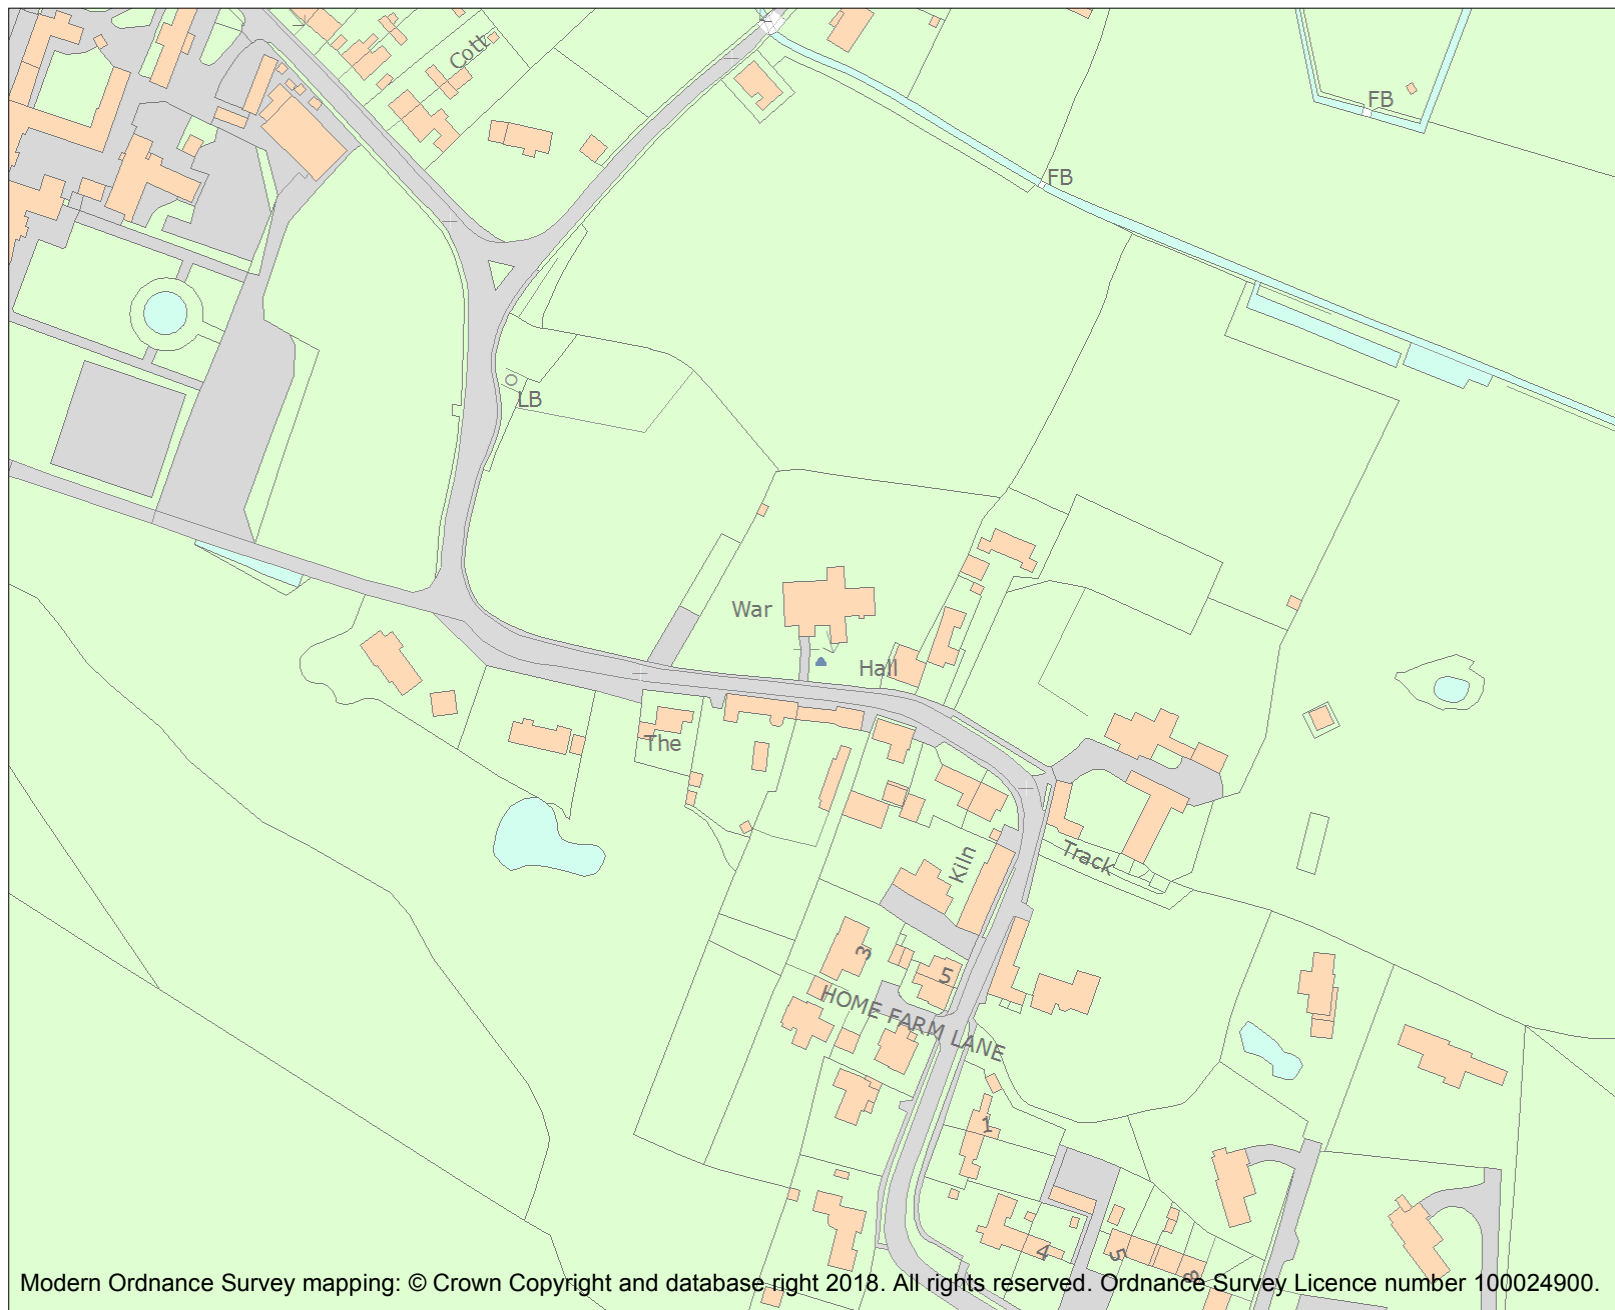 Cott
FB
FB
LB
War
Hall
The
Track
Kiln
3
5
HOME FARM LANE
1
4
5
8
Modern Ordnance Survey mapping: © Crown Copyright and database right 2018. All rights reserved. Ordnance Survey Licence number 100024900.